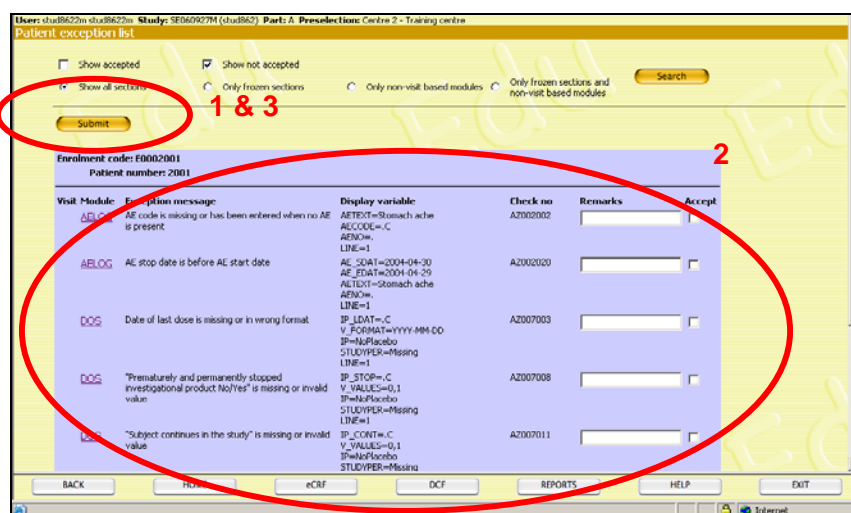 User: stud8622m stud8622m Study: SE060927M (stud862) Part: A Preselection: Centre 2 - Training centre
Patient exception list
Show accepted Show not accepted
Show all sections Only frozen sections Only non-visit based modules Only frozen sections and non-visit based modules Search
1 & 3
Submit
2
Enrolment code: E0002001
Patient number: 2001
Visit Module Exception message Display variable Check no Remarks Accept
AELOG AE code is missing or has been entered when no AE is present AETEXT=Stomach ache AZ002002
AECODE=.C
AENO=.
LINE=1
AELOG AE stop date is before AE start date AE_SDAT=2004-04-30 AZ002020
AE_EDAT=2004-04-29
AETEXT=Stomach ache
AENO=.
LINE=1
DOS Date of last dose is missing or in wrong format IP_LDAT=.C AZ007003
V_FORMAT=YYYY-MM-DD
IP=NoPlacebo
STUDYPER=Missing
LINE=1
DOS "Prematurely and permanently stopped investigational product No/Yes" is missing or invalid value IP_STOP=.C AZ007008
V_VALUES=0,1
IP=NoPlacebo
STUDYPER=Missing
LINE=1
DOS "Subject continues in the study" is missing or invalid value IP_CONT=.C AZ007011
V_VALUES=0,1
IP=NoPlacebo
STUDYPER=Missing
BACK eCRF DCF REPORTS HELP EXIT
Internet